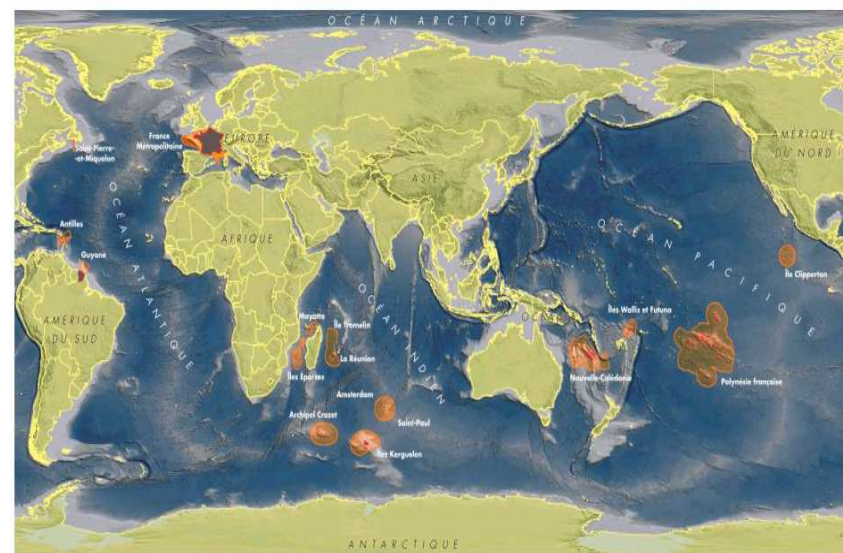 OCÉAN ARCTIQUE
France
Métropolitaine
EUROPE
Saint-Pierre
-et-Miquelon
AMÉRIQUE
DU NORD
ASIE
OCÉAN ATLANTIQUE
Antilles
AFRIQUE
OCÉAN PACIFIQUE
Guyane
Île Clipperton
OCÉAN INDIEN
Mayotte
Île Tromelin
Îles Wallis et Futuna
AMÉRIQUE
DU SUD
La Réunion
Îles Eparses
Nouvelle-Calédonie
Polynésie française
Amsterdam
Archipel Crozet
Saint-Paul
Îles Kerguelen
ANTARCTIQUE